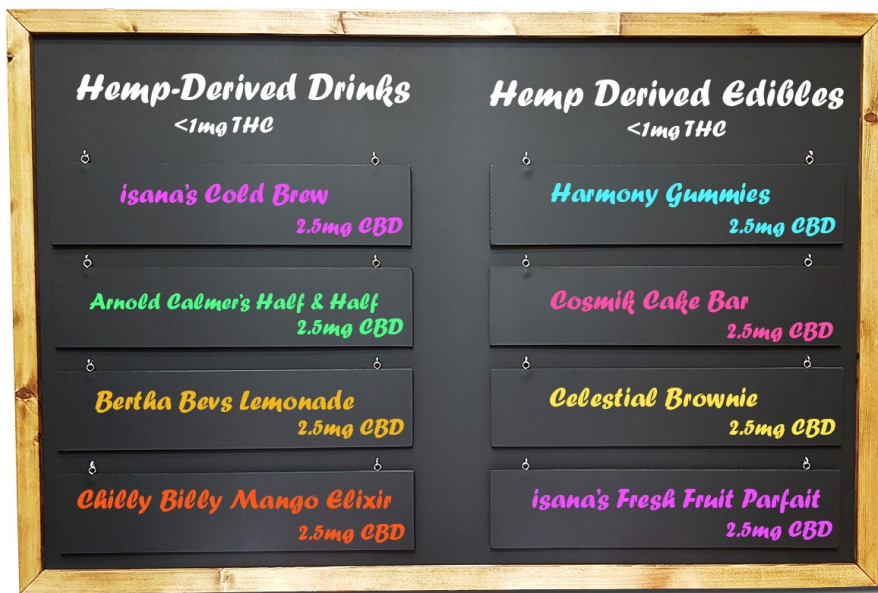 Hemp-Derived Drinks
<1mg THC
isana's Cold Brew
2.5mg CBD
Arnold Calmer's Half & Half
2.5mg CBD
Bertha Bevs Lemonade
2.5mg CBD
Chilly Billy Mango Elixir
2.5mg CBD
Hemp Derived Edibles
<1mg THC
Harmony Gummies
2.5mg CBD
Cosmik Cake Bar
2.5mg CBD
Celestial Brownie
2.5mg CBD
isana's Fresh Fruit Parfait
2.5mg CBD